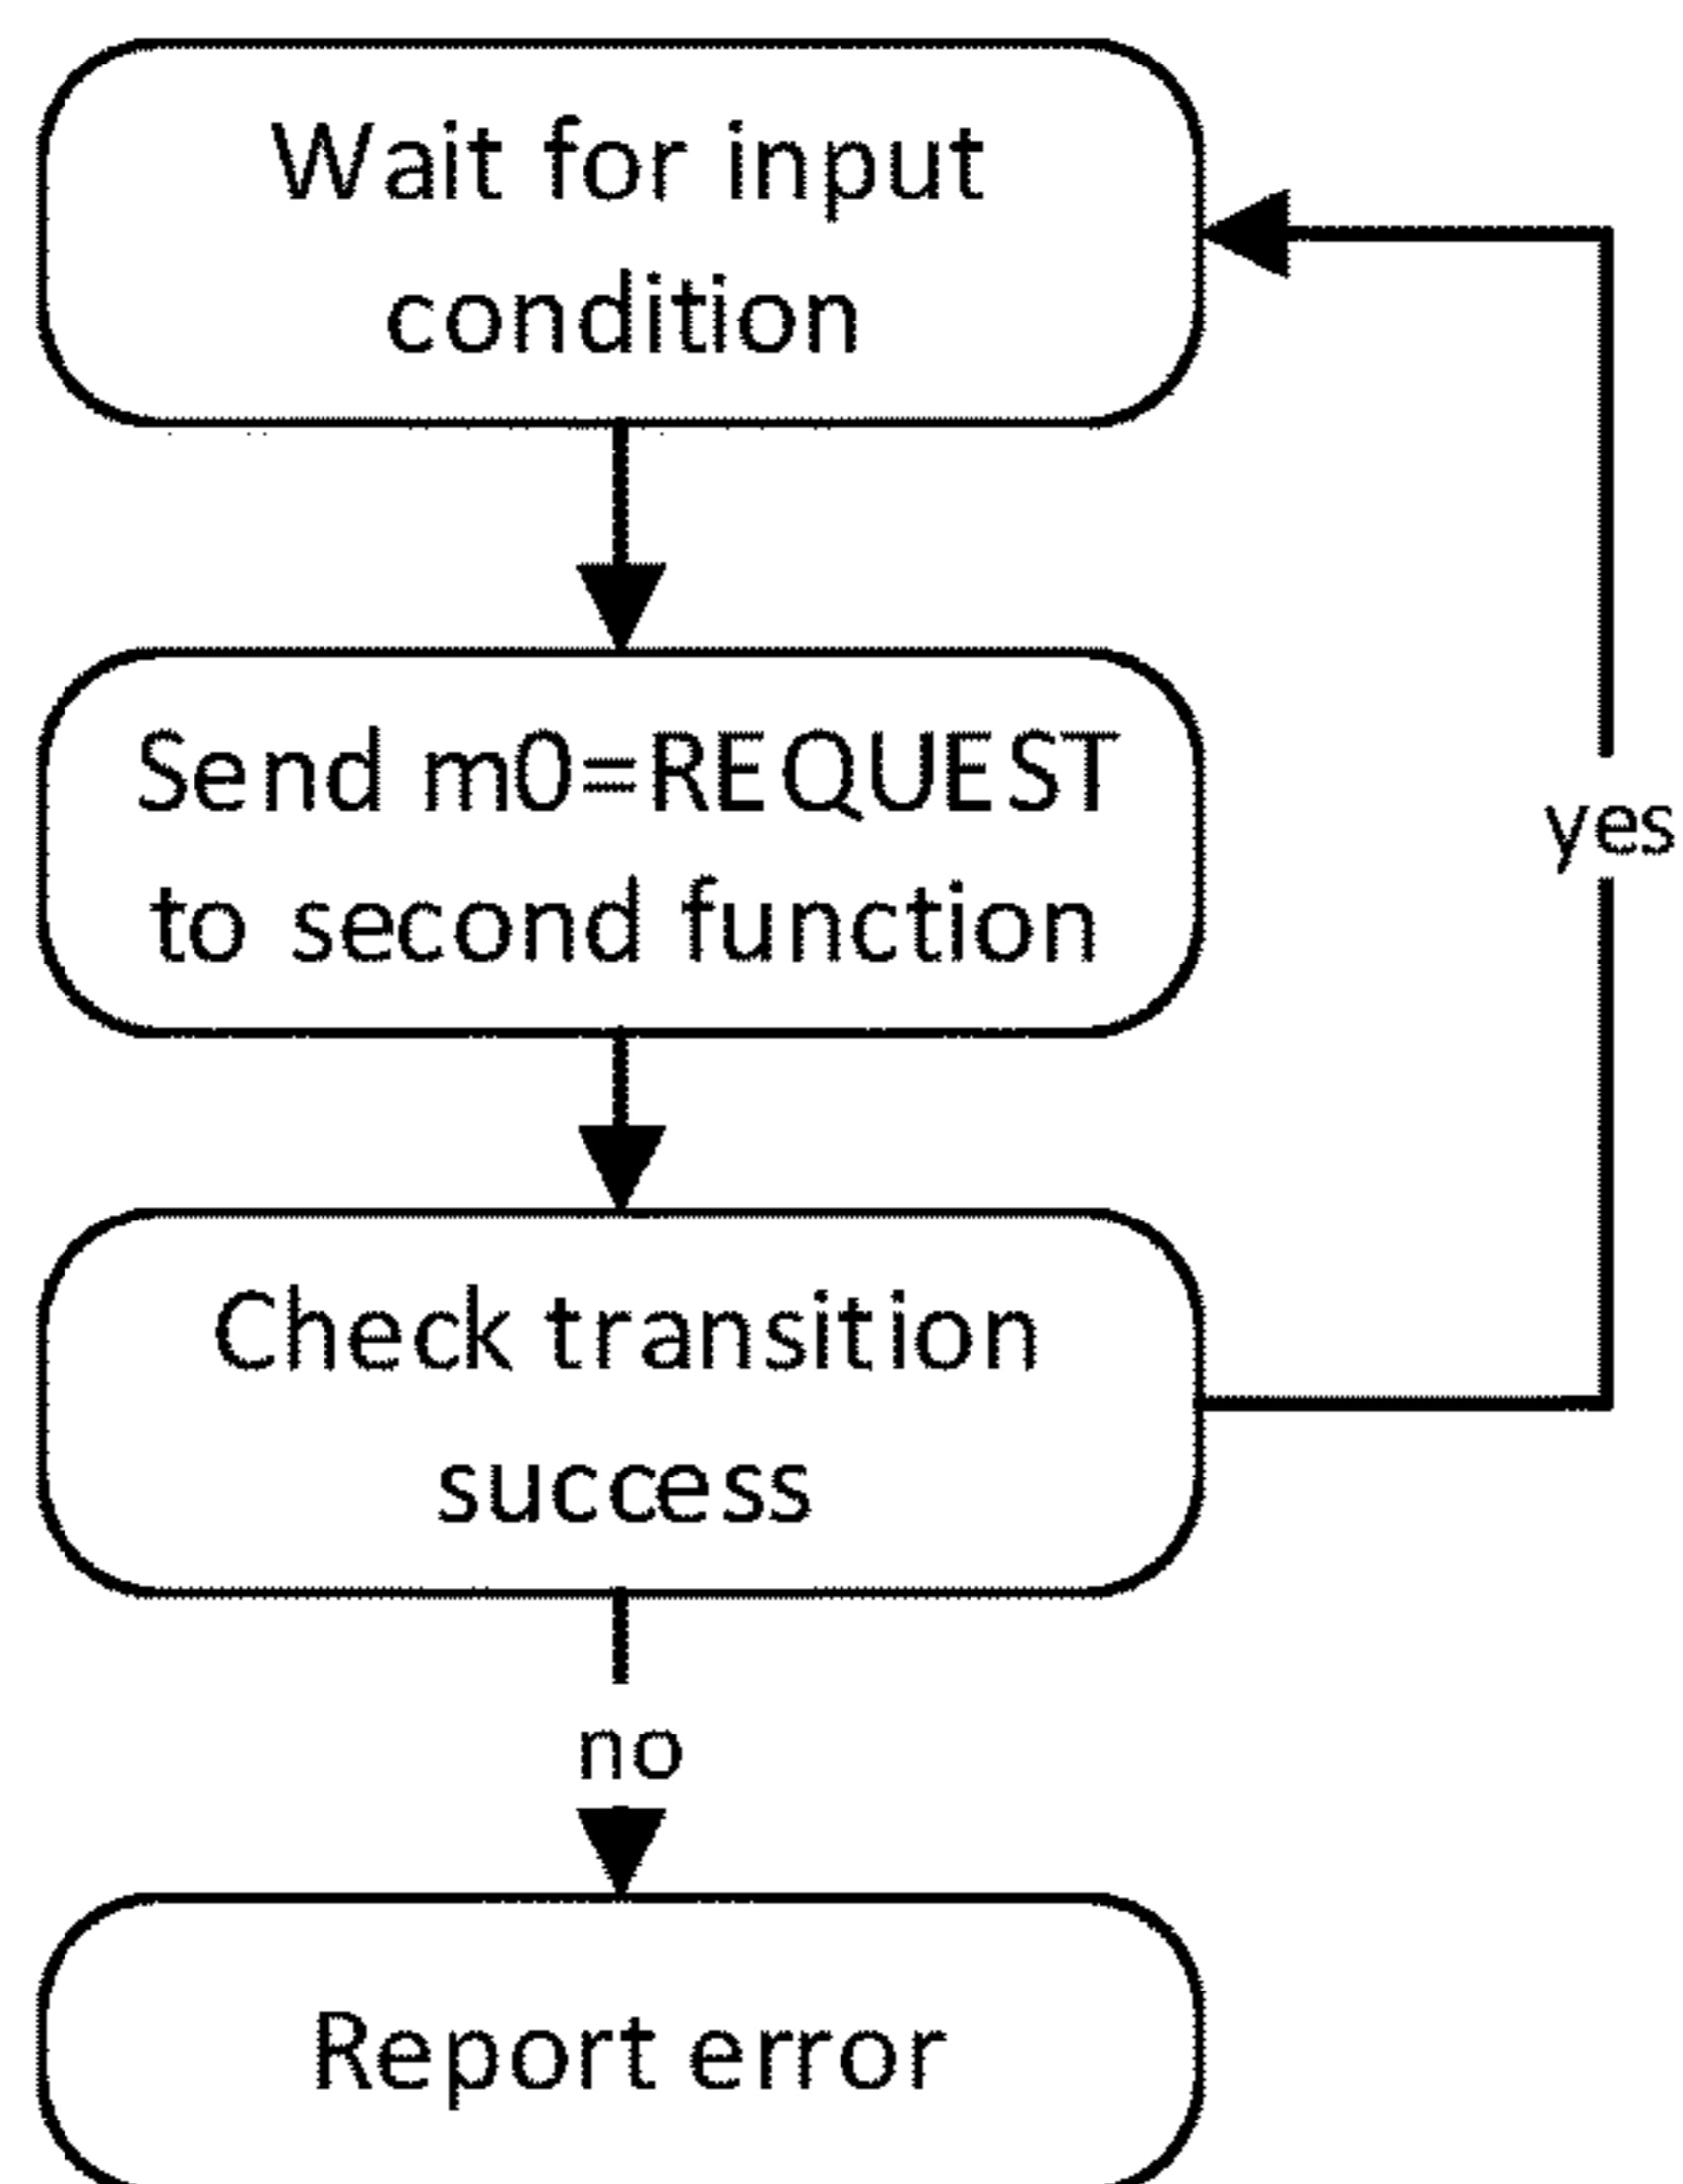 Wait for input
condition
Send m0=REQUEST
to second function
yes
Check transition
success
no
Report error